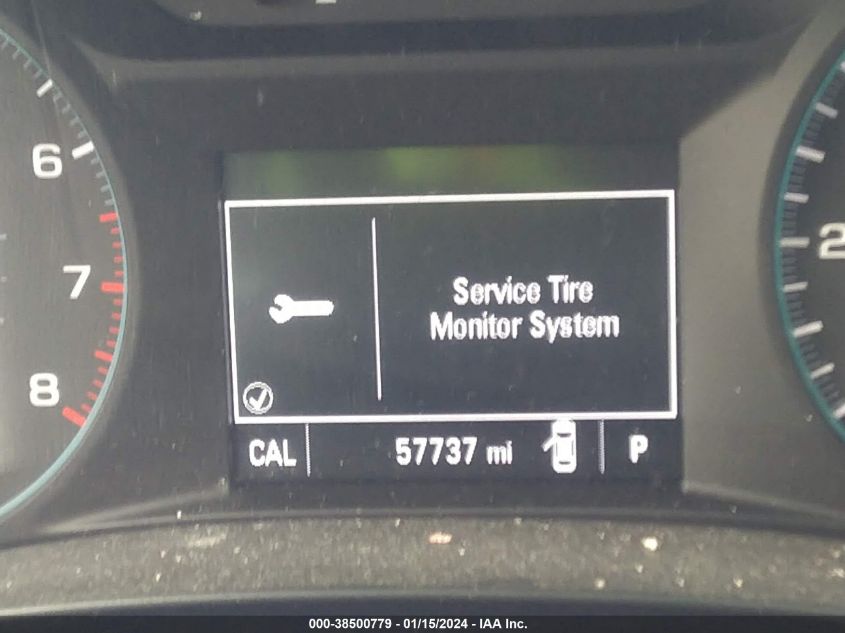 6
7
8
2
Service Tire
Monitor System
CAL 57737 mi P
000-38500779 - 01/15/2024 - IAA Inc.